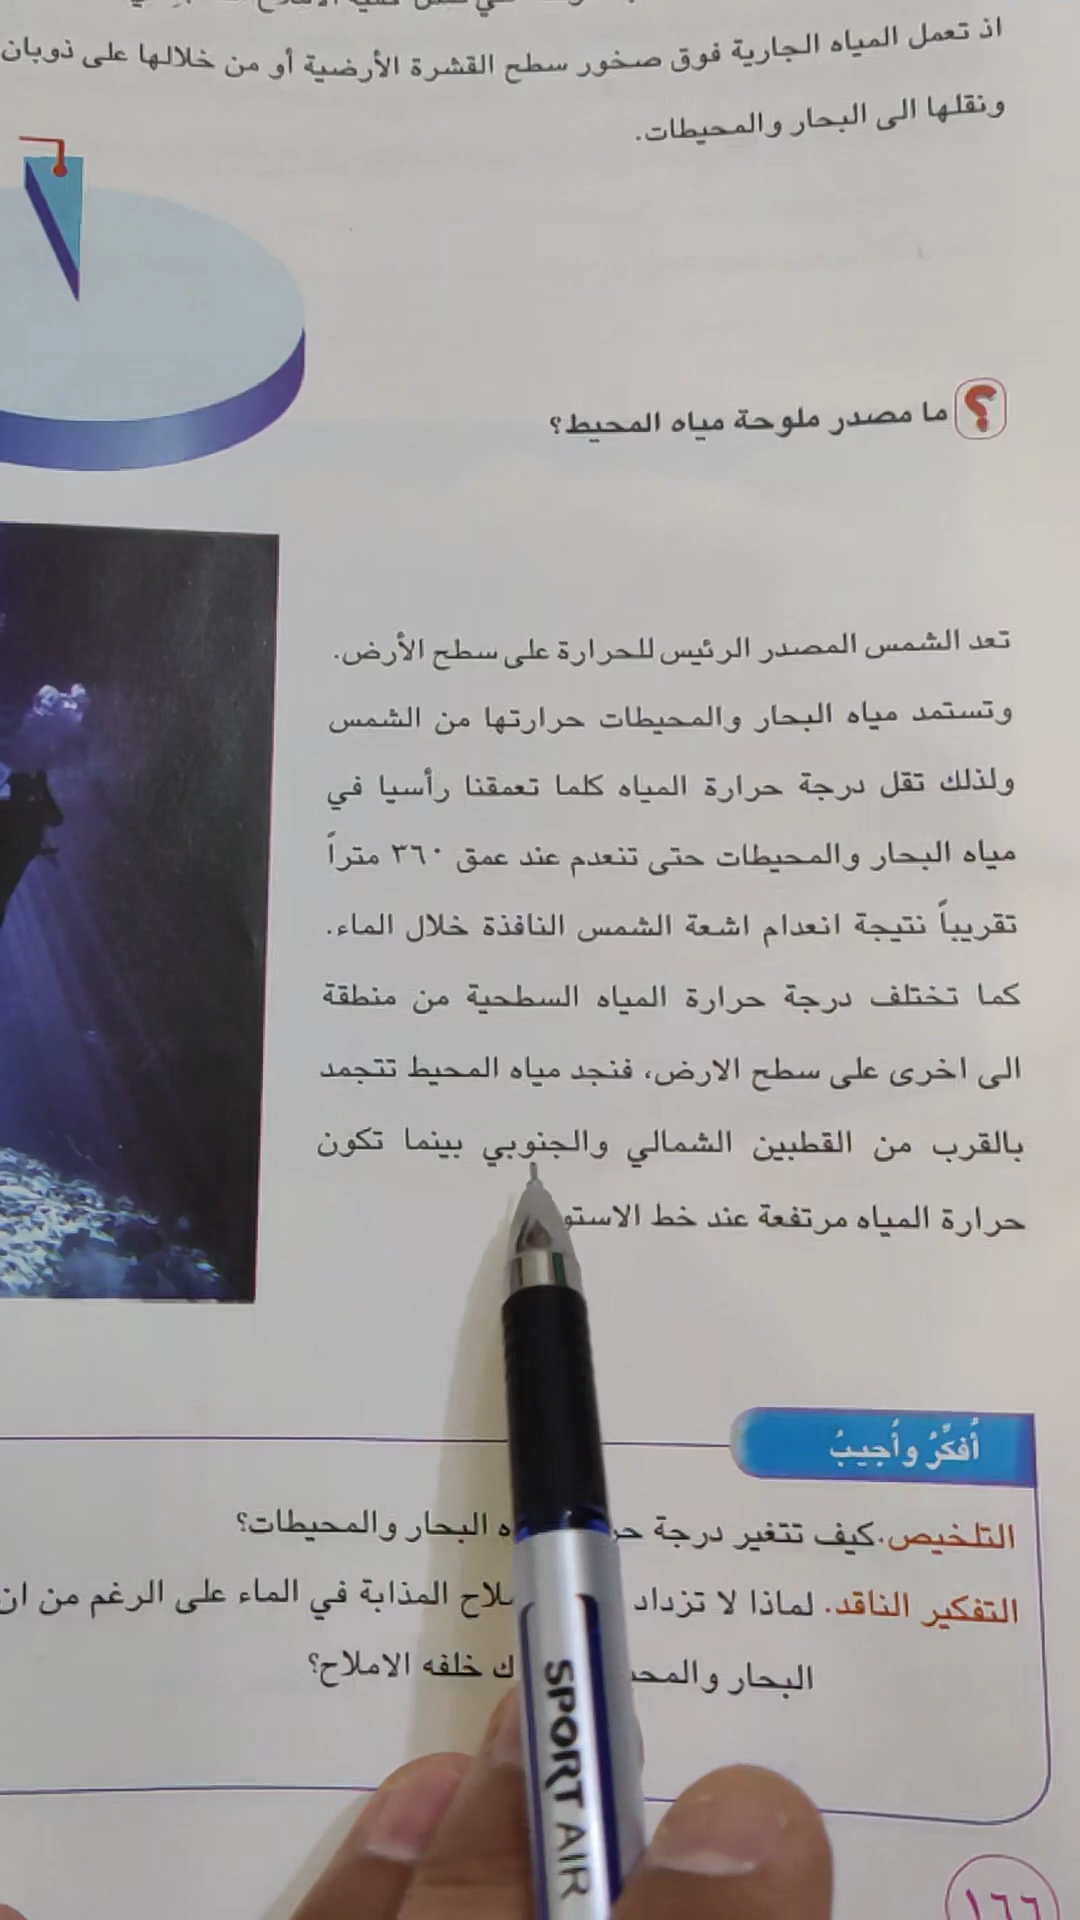 اذ تعمل المياه الجارية فوق صخور سطح القشرة الأرضية أو من خلالها على ذوبان
ونقلها الى البحار والمحيطات.
؟ ما مصدر ملوحة مياه المحيط؟
تعد الشمس المصدر الرئيس للحرارة على سطح الأرض.
وتستمد مياه البحار والمحيطات حرارتها من الشمس
ولذلك تقل درجة حرارة المياه كلما تعمقنا رأسيا في
مياه البحار والمحيطات حتى تنعدم عند عمق ٣٦٠ متراً
تقريباً نتيجة انعدام اشعة الشمس النافذة خلال الماء.
كما تختلف درجة حرارة المياه السطحية من منطقة
الى اخرى على سطح الارض، فنجد مياه المحيط تتجمد
بالقرب من القطبين الشمالي والجنوبي بينما تكون
حرارة المياه مرتفعة عند خط الاستو
أُفكِّرُ وأُجيبُ
التلخيص.كيف تتغير درجة حر ه البحار والمحيطات؟
التفكير الناقد. لماذا لا تزداد ملاح المذابة في الماء على الرغم من ان
البحار والمحد ك خلفه الاملاح؟
SPORT AIR
١٦٦